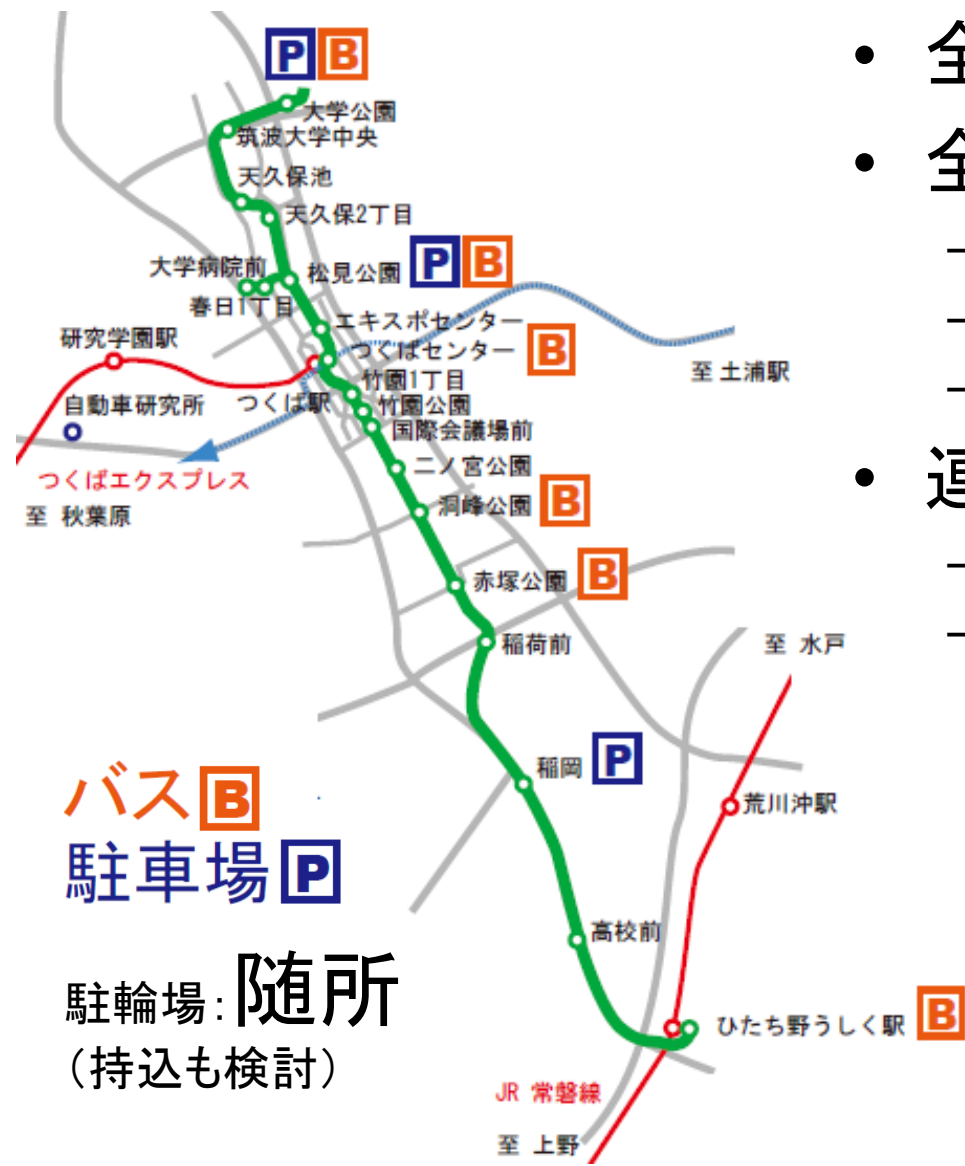 P B
大学公園
筑波大学中央
天久保池
天久保2丁目
大学病院前
松見公園 P B
春日1丁目
エキスポセンター
つくばセンター B
研究学園駅
至 土浦駅
竹園1丁目
自動車研究所
つくば駅
竹園公園
国際会議場前
二ノ宮公園
つくばエクスプレス
至 秋葉原
洞峰公園 B
赤塚公園 B
稲荷前
至 水戸
稲岡 P
バス B
荒川沖駅
駐車場 P
高校前
駐輪場:随所
(持込も検討)
ひたち野うしく駅 B
JR 常磐線
至 上野
• 全
• 全
–
–
–
•
–
–